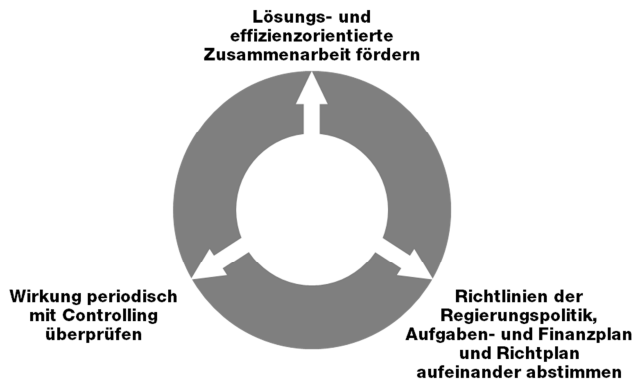 Lösungs- und
effizienzorientierte
Zusammenarbeit fördern
Wirkung periodisch
mit Controlling
überprüfen
Richtlinien der
Regierungspolitik,
Aufgaben- und Finanzplan
und Richtplan
aufeinander abstimmen